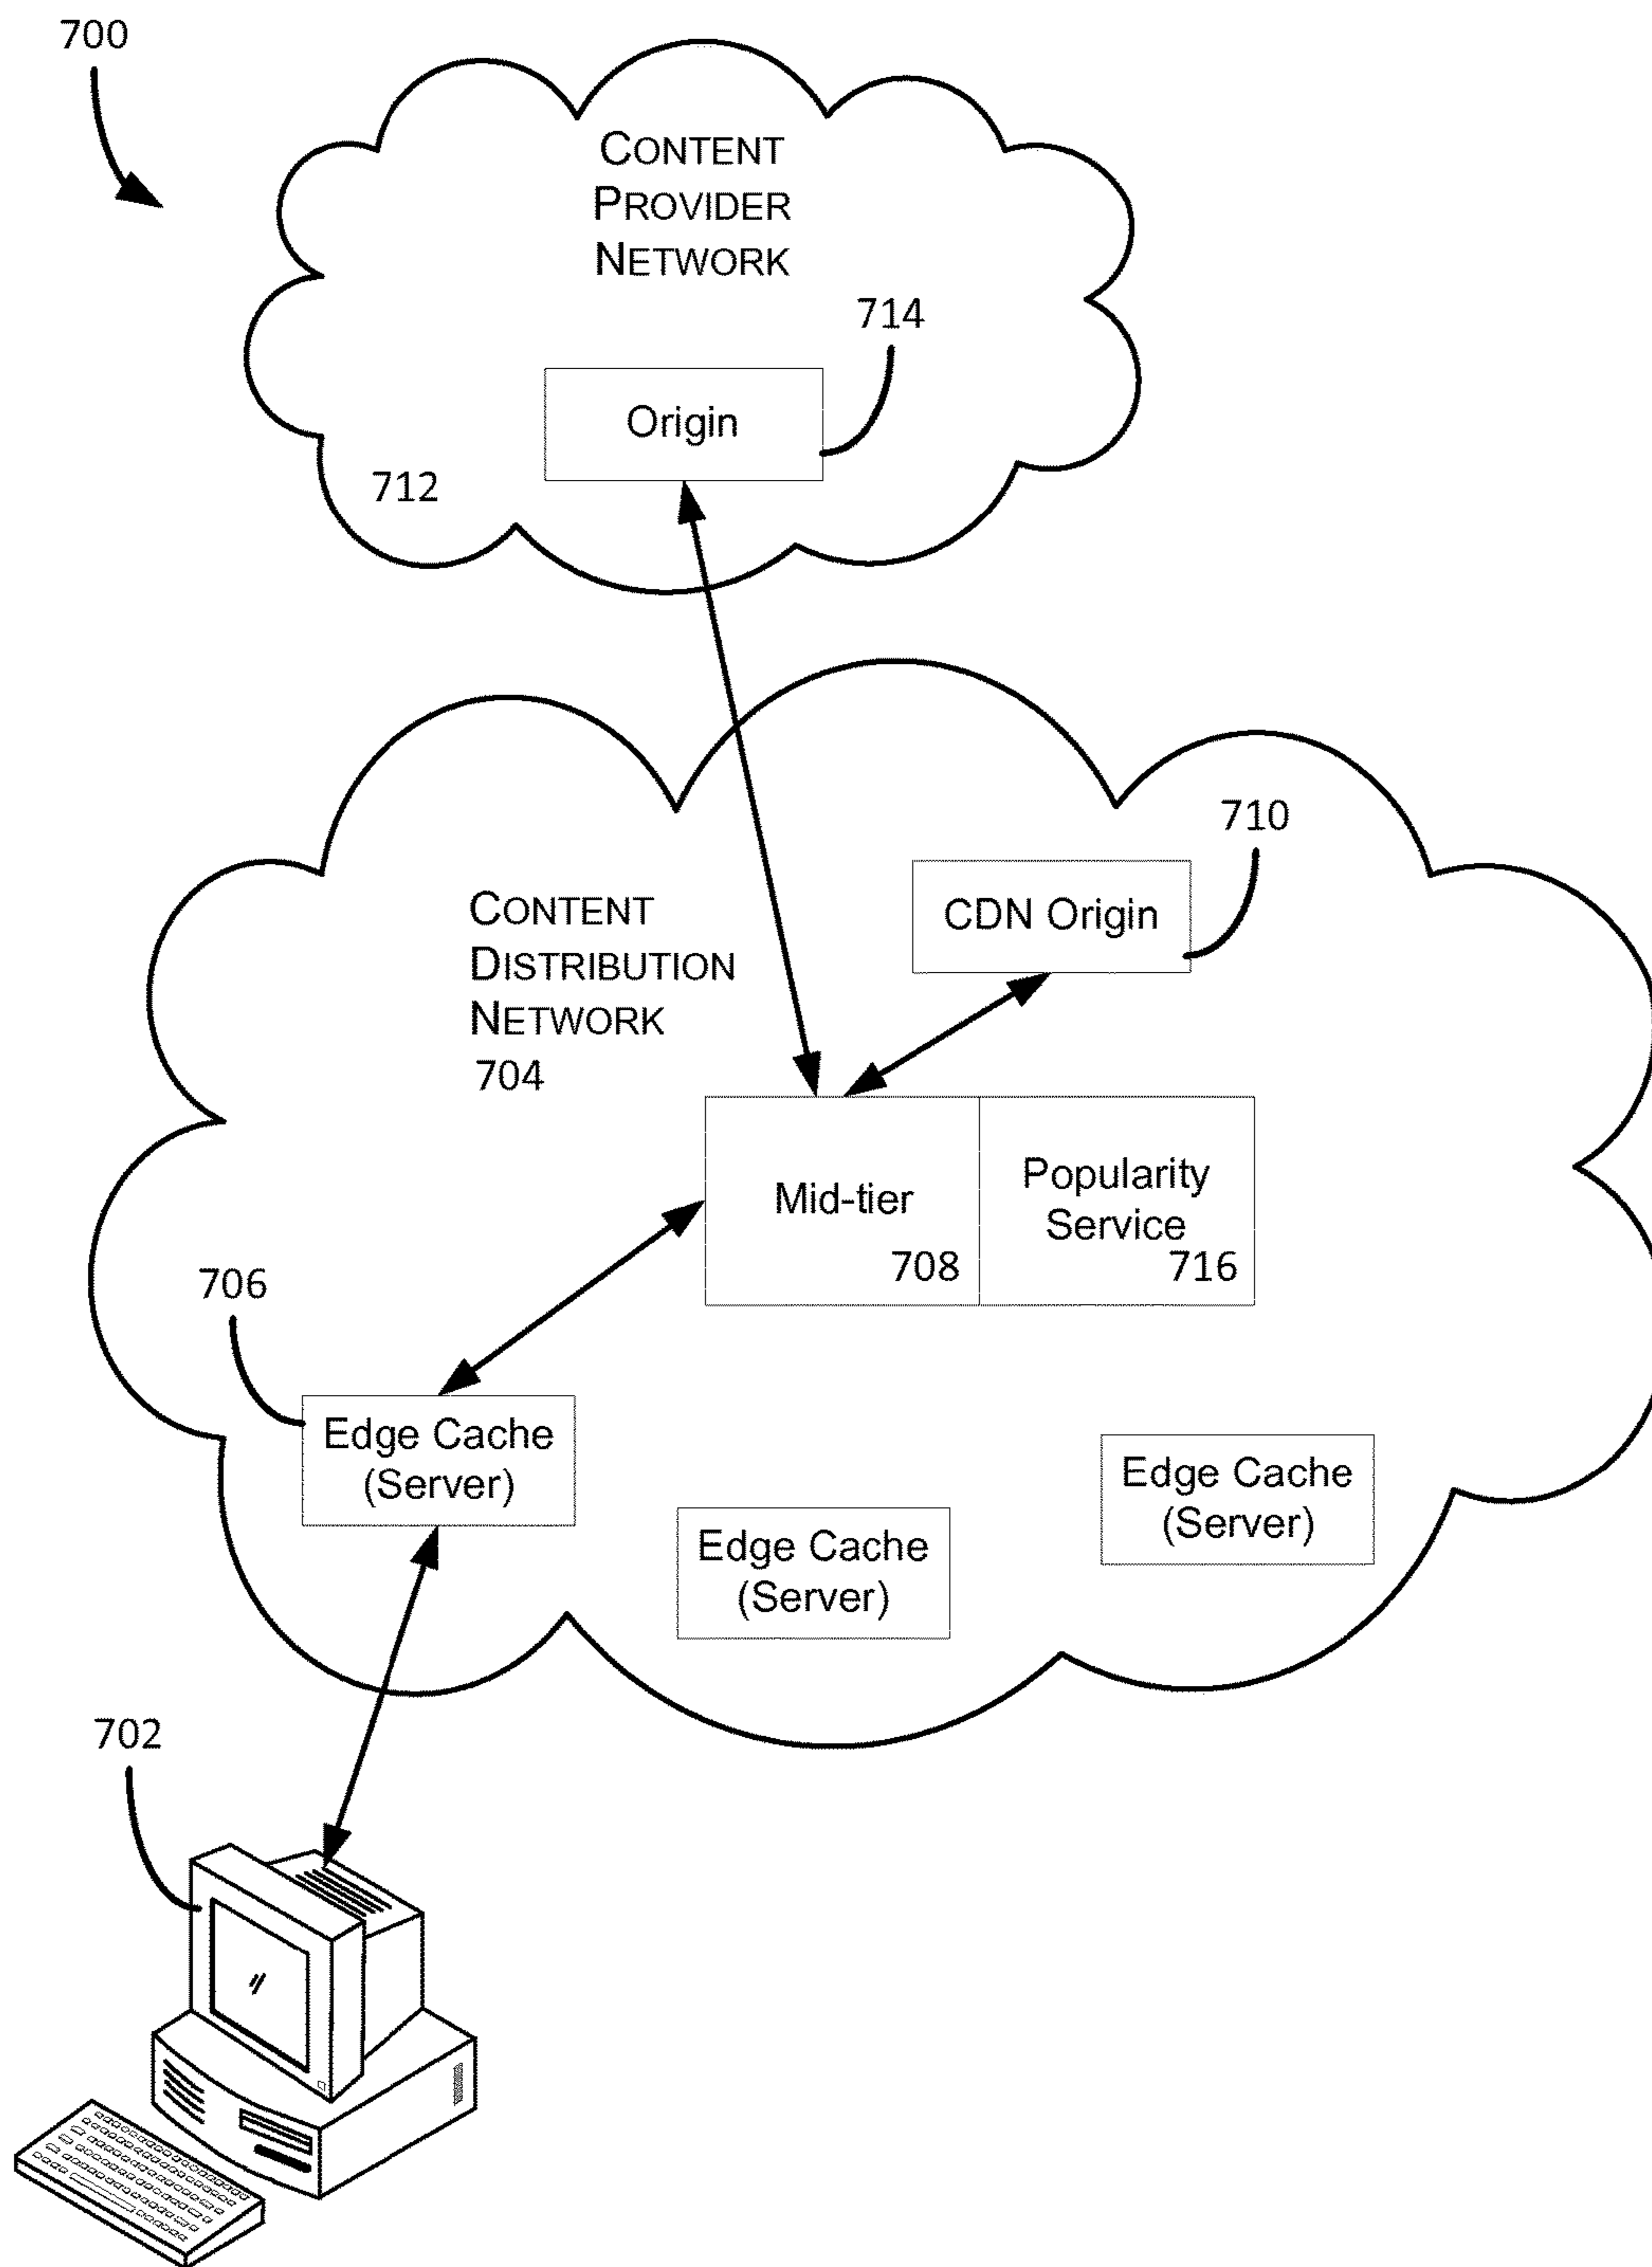 700
CONTENT
PROVIDER
NETWORK
714
Origin
712
710
CDN Origin
CONTENT
DISTRIBUTION
NETWORK
704
Mid-tier
708
Popularity
Service
716
706
Edge Cache
(Server)
Edge Cache
(Server)
Edge Cache
(Server)
702